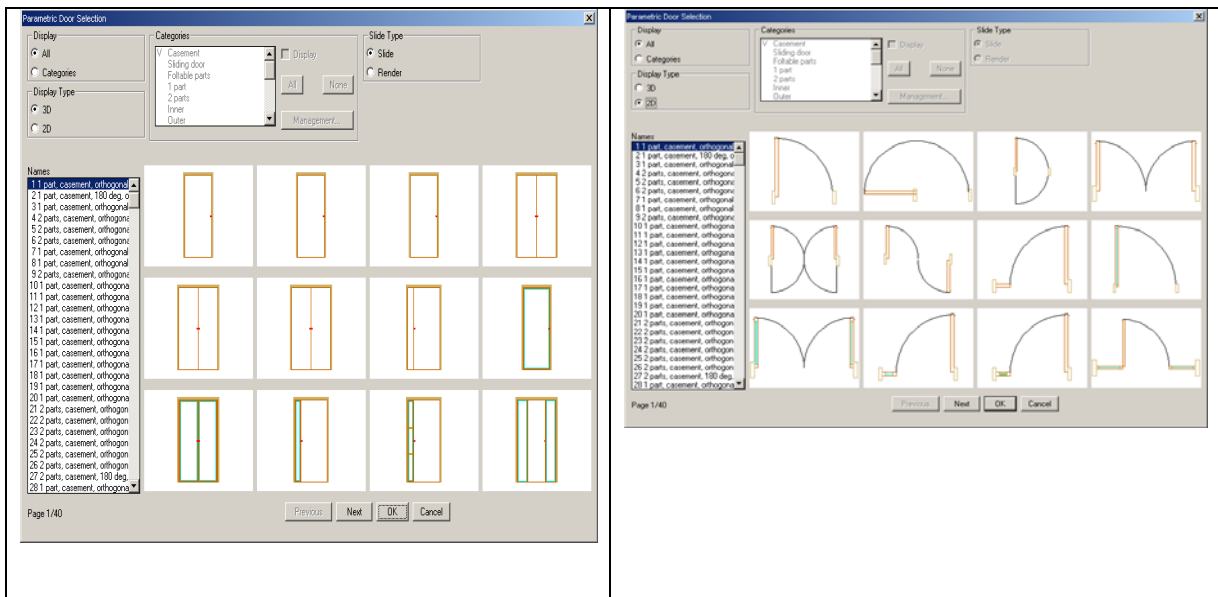 Parametric Door Selection
Display
All
Categories
Display Type
3D
2D
Categories
V Casement
Sliding door
Foltable parts
1 part
2 parts
Inner
Outer
Display
All
None
Management...
Slide Type
Slide
Render
Names
1 1 part, casement, orthogonal
2 1 part, casement, 180 deg, o
3 1 part, casement, orthogonal
4 2 parts, casement, orthogona
5 2 parts, casement, orthogona
6 2 parts, casement, orthogona
7 1 part, casement, orthogonal
8 1 part, casement, orthogonal
9 2 parts, casement, orthogona
10 1 part, casement, orthogona
11 1 part, casement, orthogona
12 1 part, casement, orthogona
13 1 part, casement, orthogona
14 1 part, casement, orthogona
15 1 part, casement, orthogona
16 1 part, casement, orthogona
17 1 part, casement, orthogona
18 1 part, casement, orthogona
19 1 part, casement, orthogona
20 1 part, casement, orthogona
21 2 parts, casement, orthogon
22 2 parts, casement, orthogon
23 2 parts, casement, orthogon
24 2 parts, casement, orthogon
25 2 parts, casement, orthogon
26 2 parts, casement, orthogon
27 2 parts, casement, 180 deg,
28 1 part, casement, orthogona
Page 1/40
Previous
Next
OK
Cancel
Parametric Door Selection
Display
All
Categories
Display Type
3D
2D
Categories
V Casement
Sliding door
Foltable parts
1 part
2 parts
Inner
Outer
Display
All
None
Management...
Slide Type
Slide
Render
Names
1 1 part, casement, orthogonal
2 1 part, casement, 180 deg, o
3 1 part, casement, orthogonal
4 2 parts, casement, orthogona
5 2 parts, casement, orthogona
6 2 parts, casement, orthogona
7 1 part, casement, orthogonal
8 1 part, casement, orthogonal
9 2 parts, casement, orthogona
10 1 part, casement, orthogona
11 1 part, casement, orthogona
12 1 part, casement, orthogona
13 1 part, casement, orthogona
14 1 part, casement, orthogona
15 1 part, casement, orthogona
16 1 part, casement, orthogona
17 1 part, casement, orthogona
18 1 part, casement, orthogona
19 1 part, casement, orthogona
20 1 part, casement, orthogona
21 2 parts, casement, orthogon
22 2 parts, casement, orthogon
23 2 parts, casement, orthogon
24 2 parts, casement, orthogon
25 2 parts, casement, orthogon
26 2 parts, casement, orthogon
27 2 parts, casement, 180 deg,
28 1 part, casement, orthogona
Page 1/40
Previous
Next
OK
Cancel